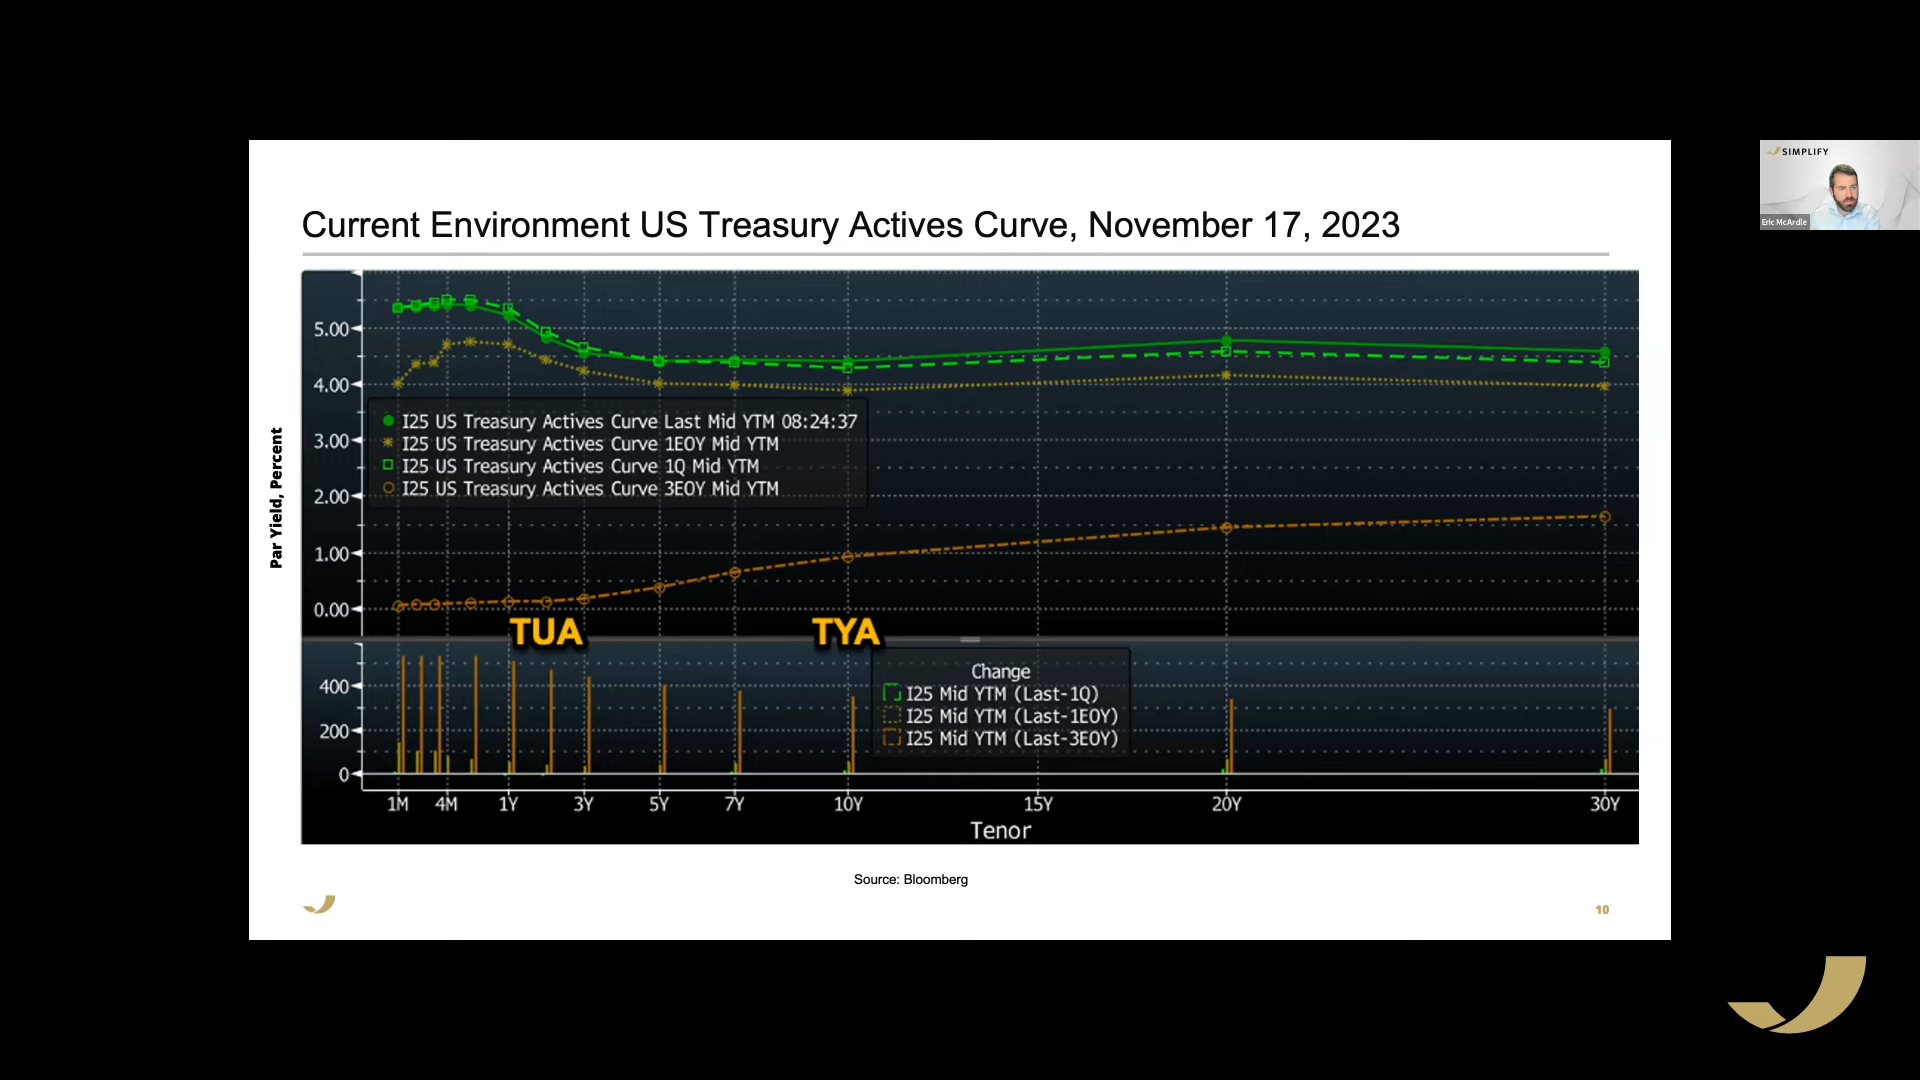 SIMPLIFY
Eric McArdle
Current Environment US Treasury Actives Curve, November 17, 2023
Par Yield, Percent
5.00
4.00
3.00
2.00
1.00
0.00
I25 US Treasury Actives Curve Last Mid YTM 08:24:37
I25 US Treasury Actives Curve 1EOY Mid YTM
I25 US Treasury Actives Curve 1Q Mid YTM
I25 US Treasury Actives Curve 3EOY Mid YTM
TUA TYA
400
200
0
Change
I25 Mid YTM (Last-1Q)
I25 Mid YTM (Last-1EOY)
I25 Mid YTM (Last-3EOY)
1M 4M 1Y 3Y 5Y 7Y 10Y 15Y 20Y 30Y
Tenor
Source: Bloomberg
10